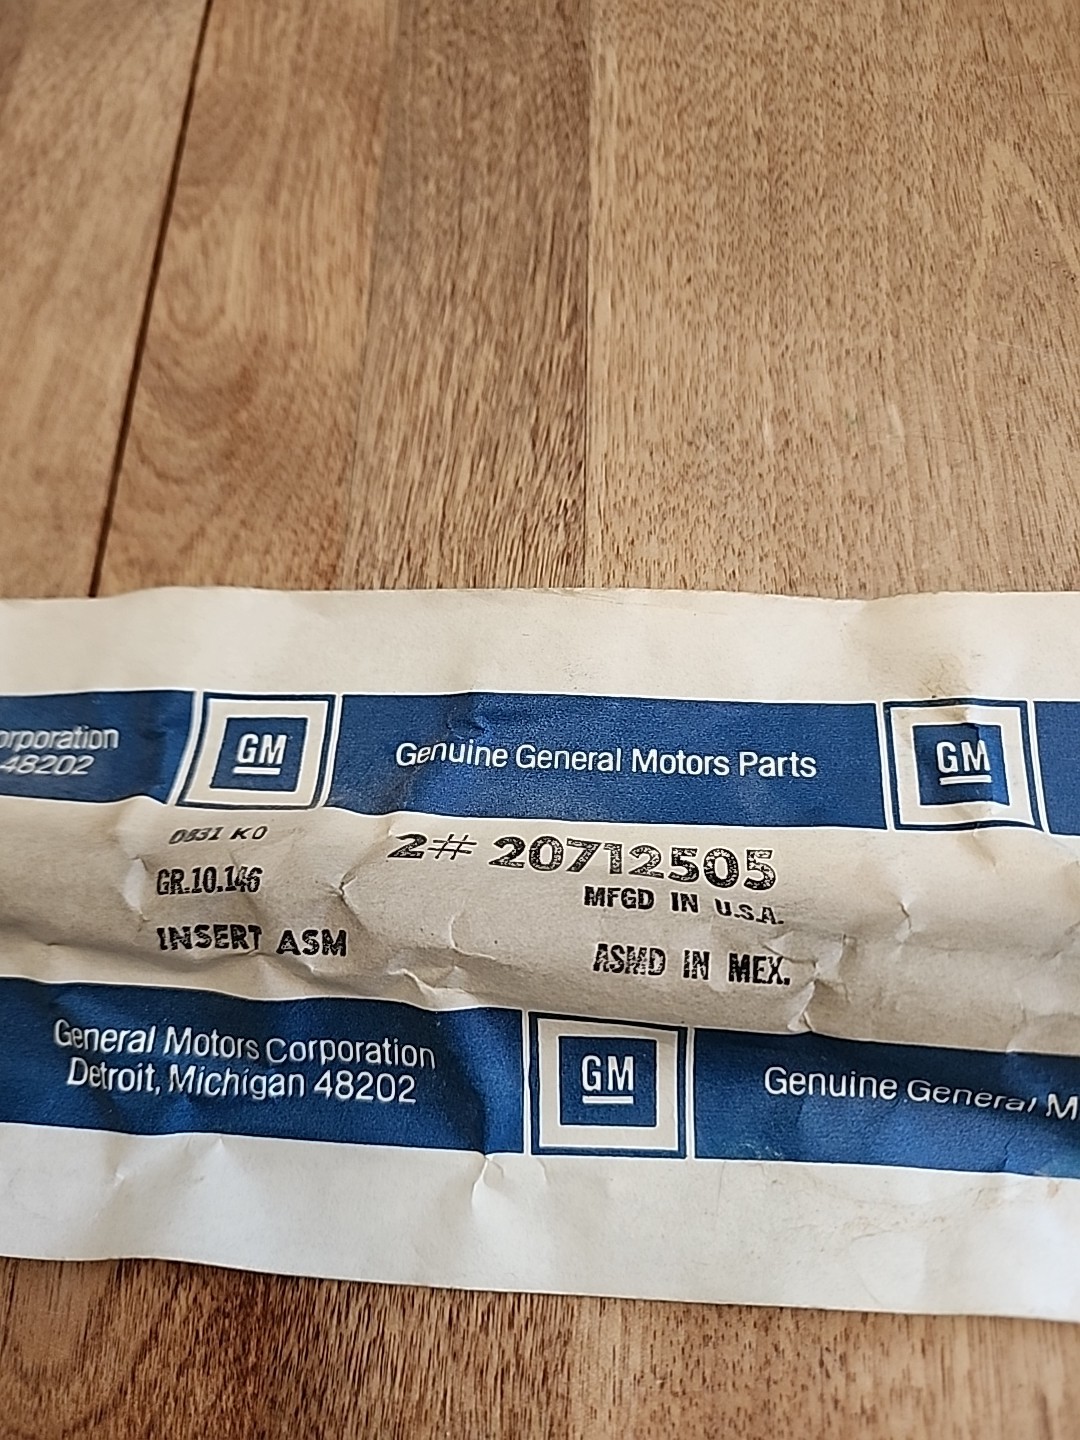 orporation
48202
GM
Genuine General Motors Parts
GM
0831 KO
GR.10.146
INSERT ASM
2# 20712505
MFGD IN U.S.A.
ASMD IN MEX.
General Motors Corporation
Detroit, Michigan 48202
GM
Genuine General M